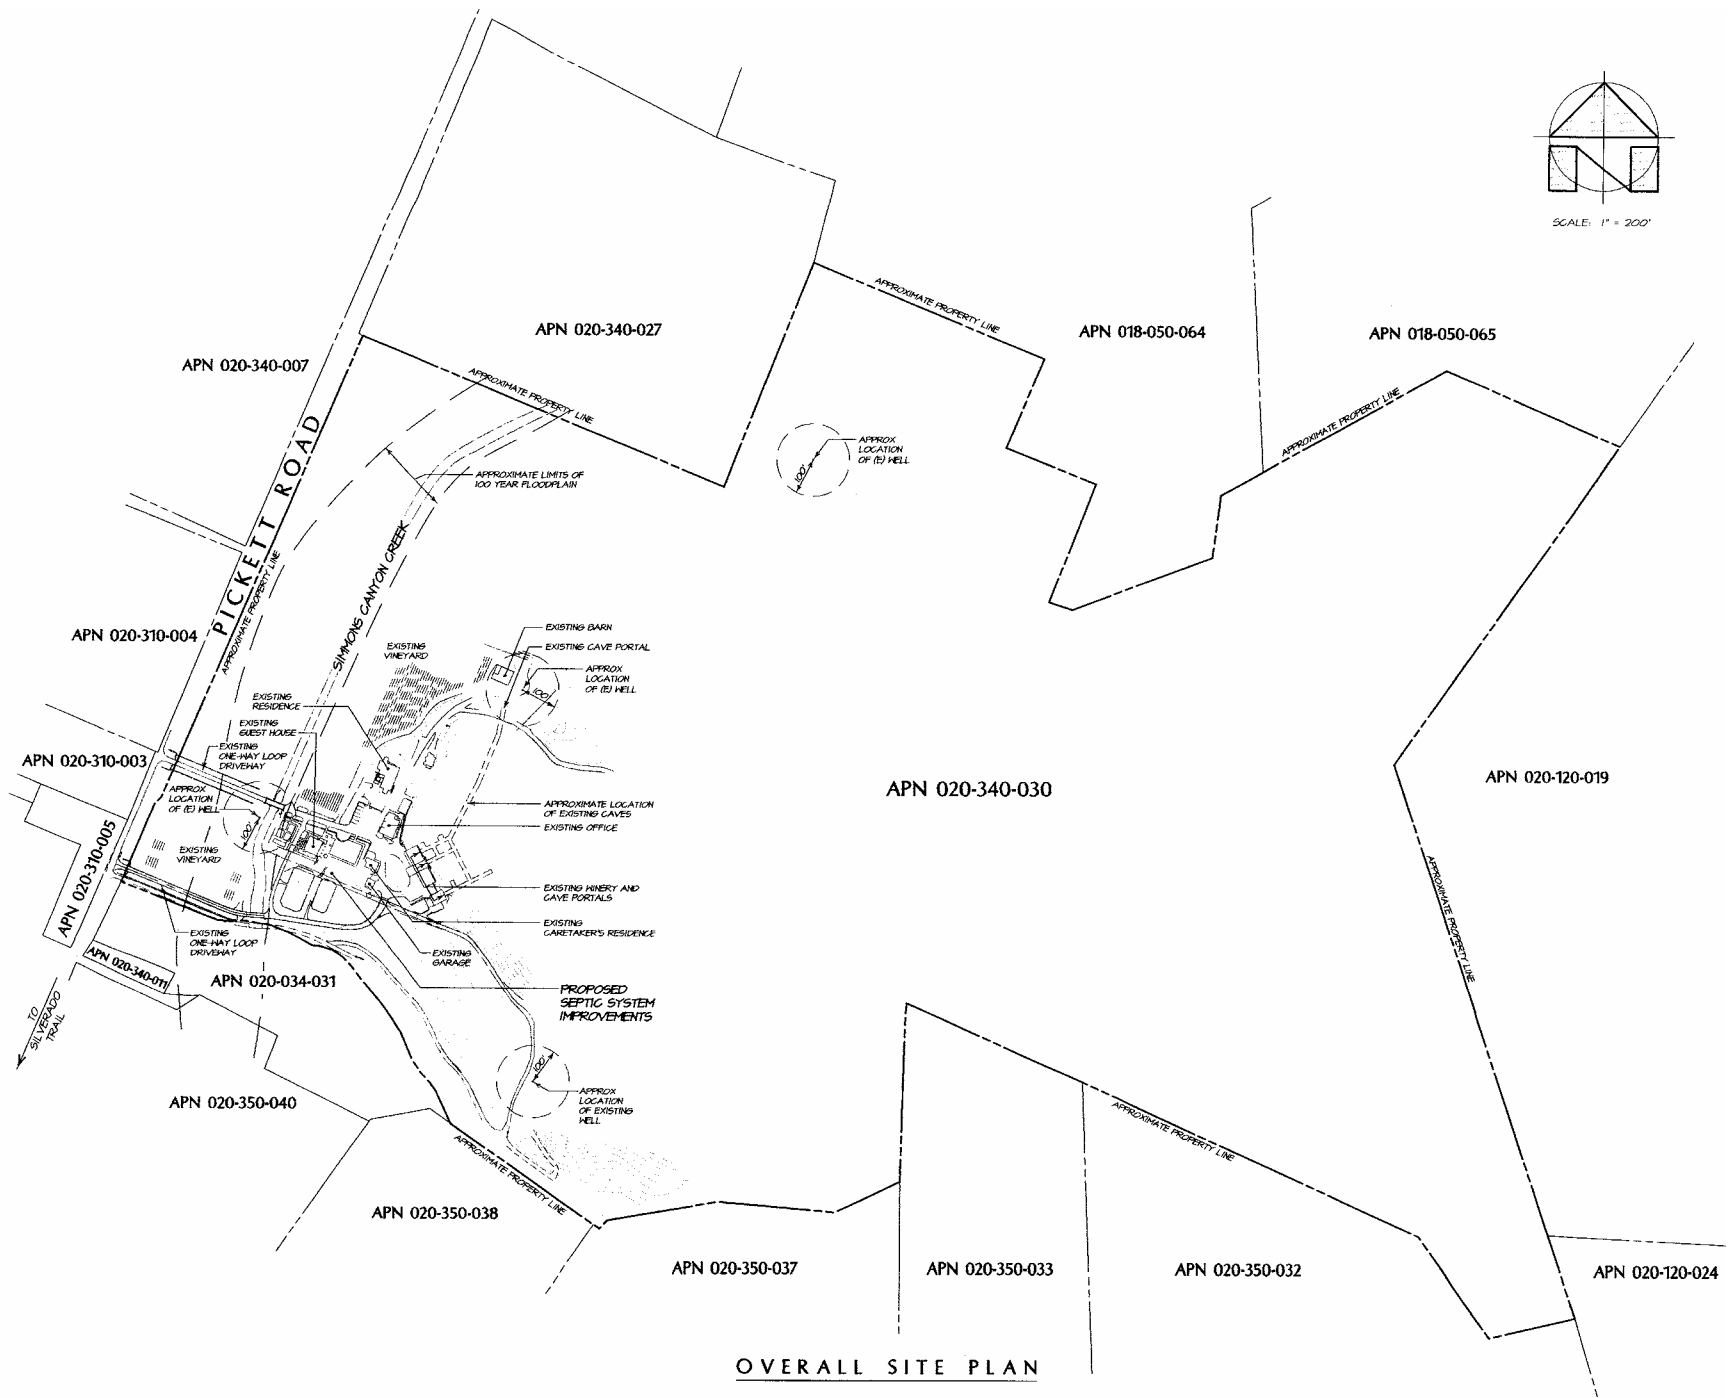 SCALE: 1" = 200'
APPROXIMATE PROPERTY LINE
APN 020-340-027
APN 018-050-064
APN 018-050-065
APN 020-340-007
APPROXIMATE PROPERTY LINE
APPROXIMATE PROPERTY LINE
PICKETT ROAD
APPROXIMATE PROPERTY LINE
APPROX
LOCATION
OF (E) WELL
100'
APPROXIMATE LIMITS OF
100 YEAR FLOODPLAIN
SIMMONS CANYON CREEK
APN 020-310-004
EXISTING BARN
EXISTING CAVE PORTAL
EXISTING
VINEYARD
APPROX
LOCATION
OF (E) WELL
100'
EXISTING
RESIDENCE
EXISTING
GUEST HOUSE
EXISTING
ONE-WAY LOOP
DRIVEWAY
APN 020-310-003
APN 020-340-030
APN 020-120-019
APPROX
LOCATION
OF (E) WELL
100'
APPROXIMATE LOCATION
OF EXISTING CAVES
EXISTING OFFICE
APN 020-310-005
EXISTING
VINEYARD
EXISTING WINERY AND
CAVE PORTALS
APPROXIMATE PROPERTY LINE
EXISTING
ONE-WAY LOOP
DRIVEWAY
EXISTING
CARETAKER'S RESIDENCE
EXISTING
GARAGE
APN 020-340-011
APN 020-034-031
PROPOSED
SEPTIC SYSTEM
IMPROVEMENTS
TO
SILVERADO
TRAIL
100'
APPROX
LOCATION
OF EXISTING
WELL
APN 020-350-040
APPROXIMATE PROPERTY LINE
APPROXIMATE PROPERTY LINE
APN 020-350-038
APN 020-350-037
APN 020-350-033
APN 020-350-032
APN 020-120-024
OVERALL SITE PLAN